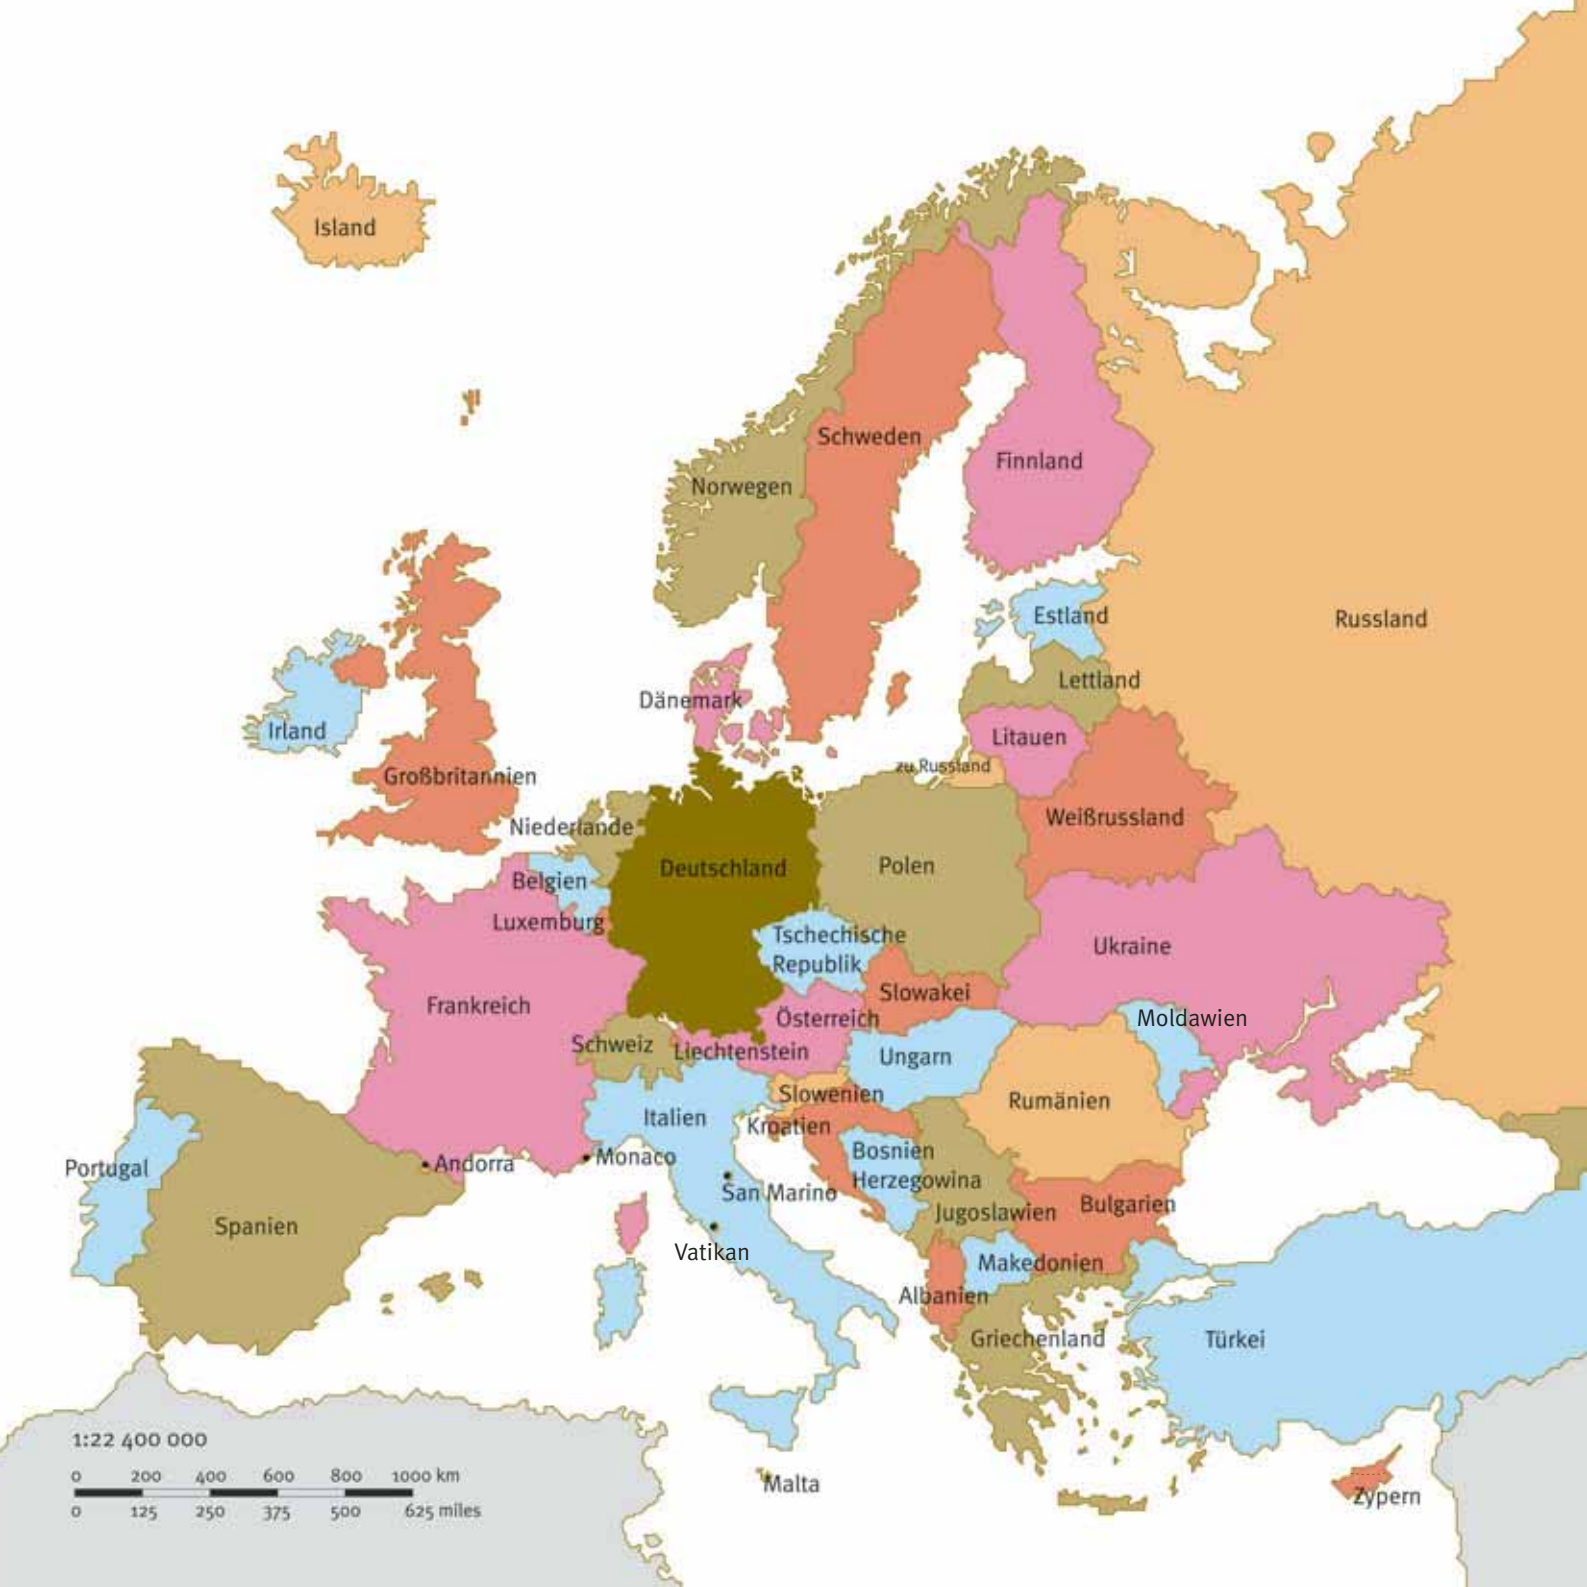 Island
Schweden
Finnland
Norwegen
Estland
Russland
Lettland
Dänemark
Irland
Litauen
zu Russland
Großbritannien
Weißrussland
Niederlande
Deutschland
Polen
Belgien
Luxemburg
Tschechische
Republik
Ukraine
Frankreich
Slowakei
Österreich
Moldawien
Schweiz
Liechtenstein
Ungarn
Slowenien
Rumänien
Italien
Kroatien
Bosnien
Herzegowina
Portugal
Andorra
Monaco
San Marino
Jugoslawien
Bulgarien
Spanien
Vatikan
Makedonien
Albanien
Griechenland
Türkei
Malta
Zypern
1:22 400 000
0 200 400 600 800 1000 km
0 125 250 375 500 625 miles